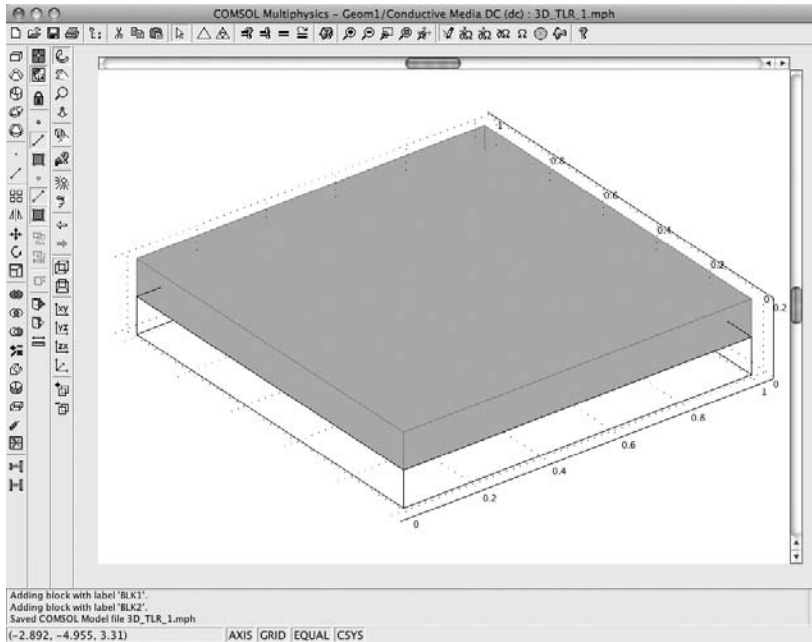 COMSOL Multiphysics - Geom1/Conductive Media DC (dc) : 3D_TLR_1.mph
1
0.8
0.6
0.4
0.2
0
0.2
0
1
0.8
0.6
0.4
0.2
0
Adding block with label 'BLK1'.
Adding block with label 'BLK2'.
Saved COMSOL Model file 3D_TLR_1.mph
(-2.892, -4.955, 3.31) AXIS GRID EQUAL CSYS